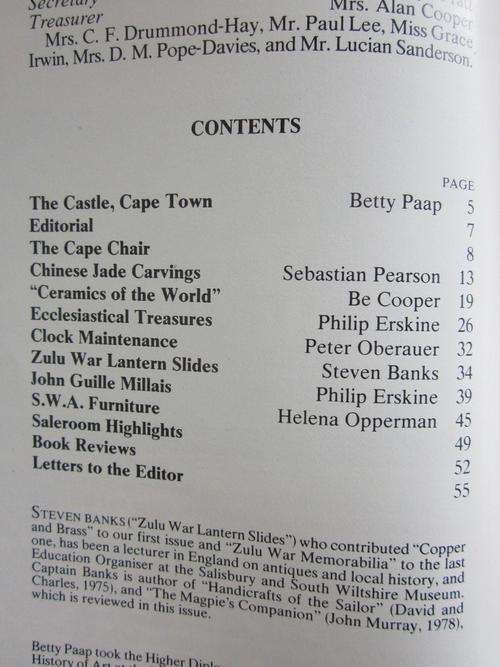 Secretary
Treasurer Mrs. Alan Cooper
Mrs. C. F. Drummond-Hay, Mr. Paul Lee, Miss Grace
Irwin, Mrs. D. M. Pope-Davies, and Mr. Lucian Sanderson.
CONTENTS
PAGE
The Castle, Cape Town Betty Paap 5
Editorial 7
The Cape Chair 8
Chinese Jade Carvings Sebastian Pearson 13
“Ceramics of the World” Be Cooper 19
Ecclesiastical Treasures Philip Erskine 26
Clock Maintenance Peter Oberauer 32
Zulu War Lantern Slides Steven Banks 34
John Guille Millais Philip Erskine 39
S.W.A. Furniture Helena Opperman 45
Saleroom Highlights 49
Book Reviews 52
Letters to the Editor 55
STEVEN BANKS (“Zulu War Lantern Slides”) who contributed “Copper
and Brass” to our first issue and “Zulu War Memorabilia” to the last
one, has been a lecturer in England on antiques and local history, and
Education Organiser at the Salisbury and South Wiltshire Museum.
Captain Banks is author of “Handicrafts of the Sailor” (David and
Charles, 1975), and “The Magpie's Companion” (John Murray, 1978),
which is reviewed in this issue.
Betty Paap took the Higher
History of Art at